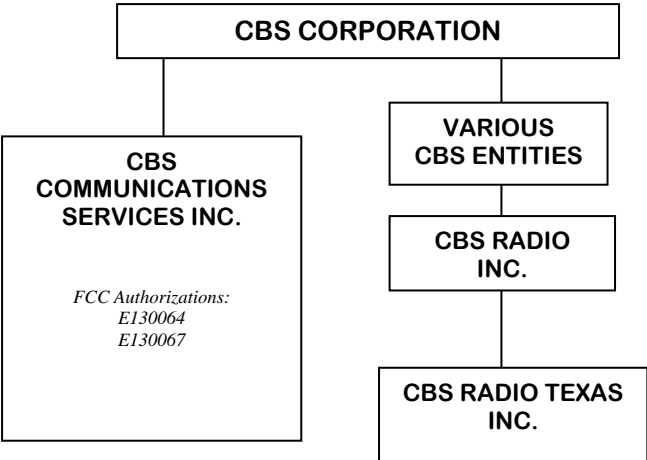 CBS CORPORATION
CBS
COMMUNICATIONS
SERVICES INC.
FCC Authorizations:
E130064
E130067
VARIOUS
CBS ENTITIES
CBS RADIO
INC.
CBS RADIO TEXAS
INC.